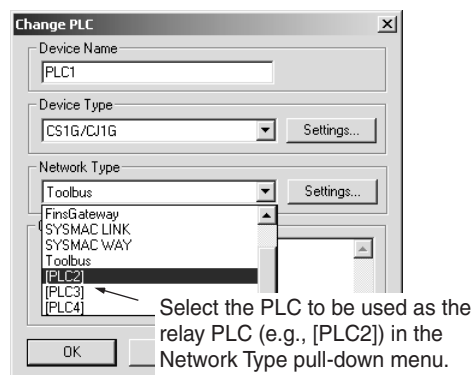 Change PLC
Device Name
PLC1
Device Type
CS1G/CJ1G
Settings...
Network Type
Toolbus
Settings...
FinsGateway
SYSMAC LINK
SYSMAC WAY
Toolbus
[PLC2]
[PLC3]
[PLC4]
Select the PLC to be used as the
relay PLC (e.g., [PLC2]) in the
Network Type pull-down menu.
OK